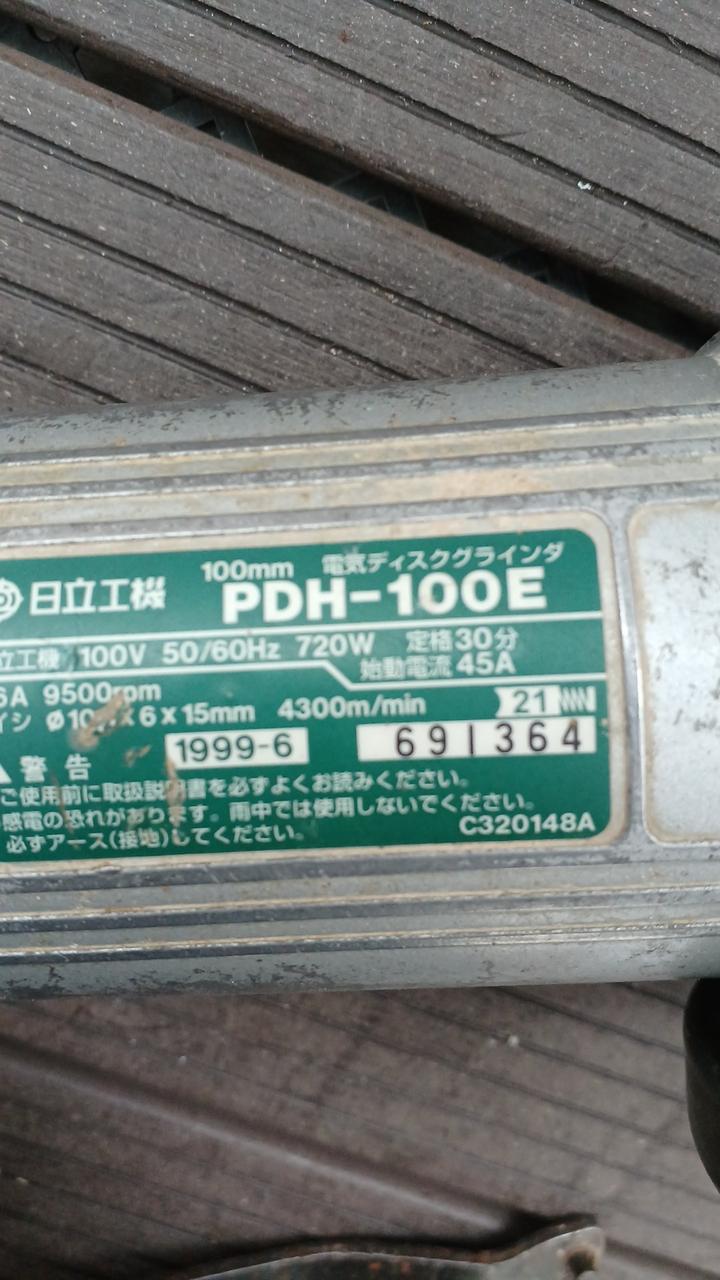 日立工機 100mm 電気ディスクグラインダ
PDH-100E
立工機 100V 50/60Hz 720W 定格30分
始動電流 45A
6A 9500rpm
イシ Ø100×6×15mm 4300m/min 21
1999-6 691364
警告
ご使用前に取扱説明書を必ずよくお読みください。
感電の恐れがあります。雨中では使用しないでください。
必ずアース(接地)してください。 C320148A